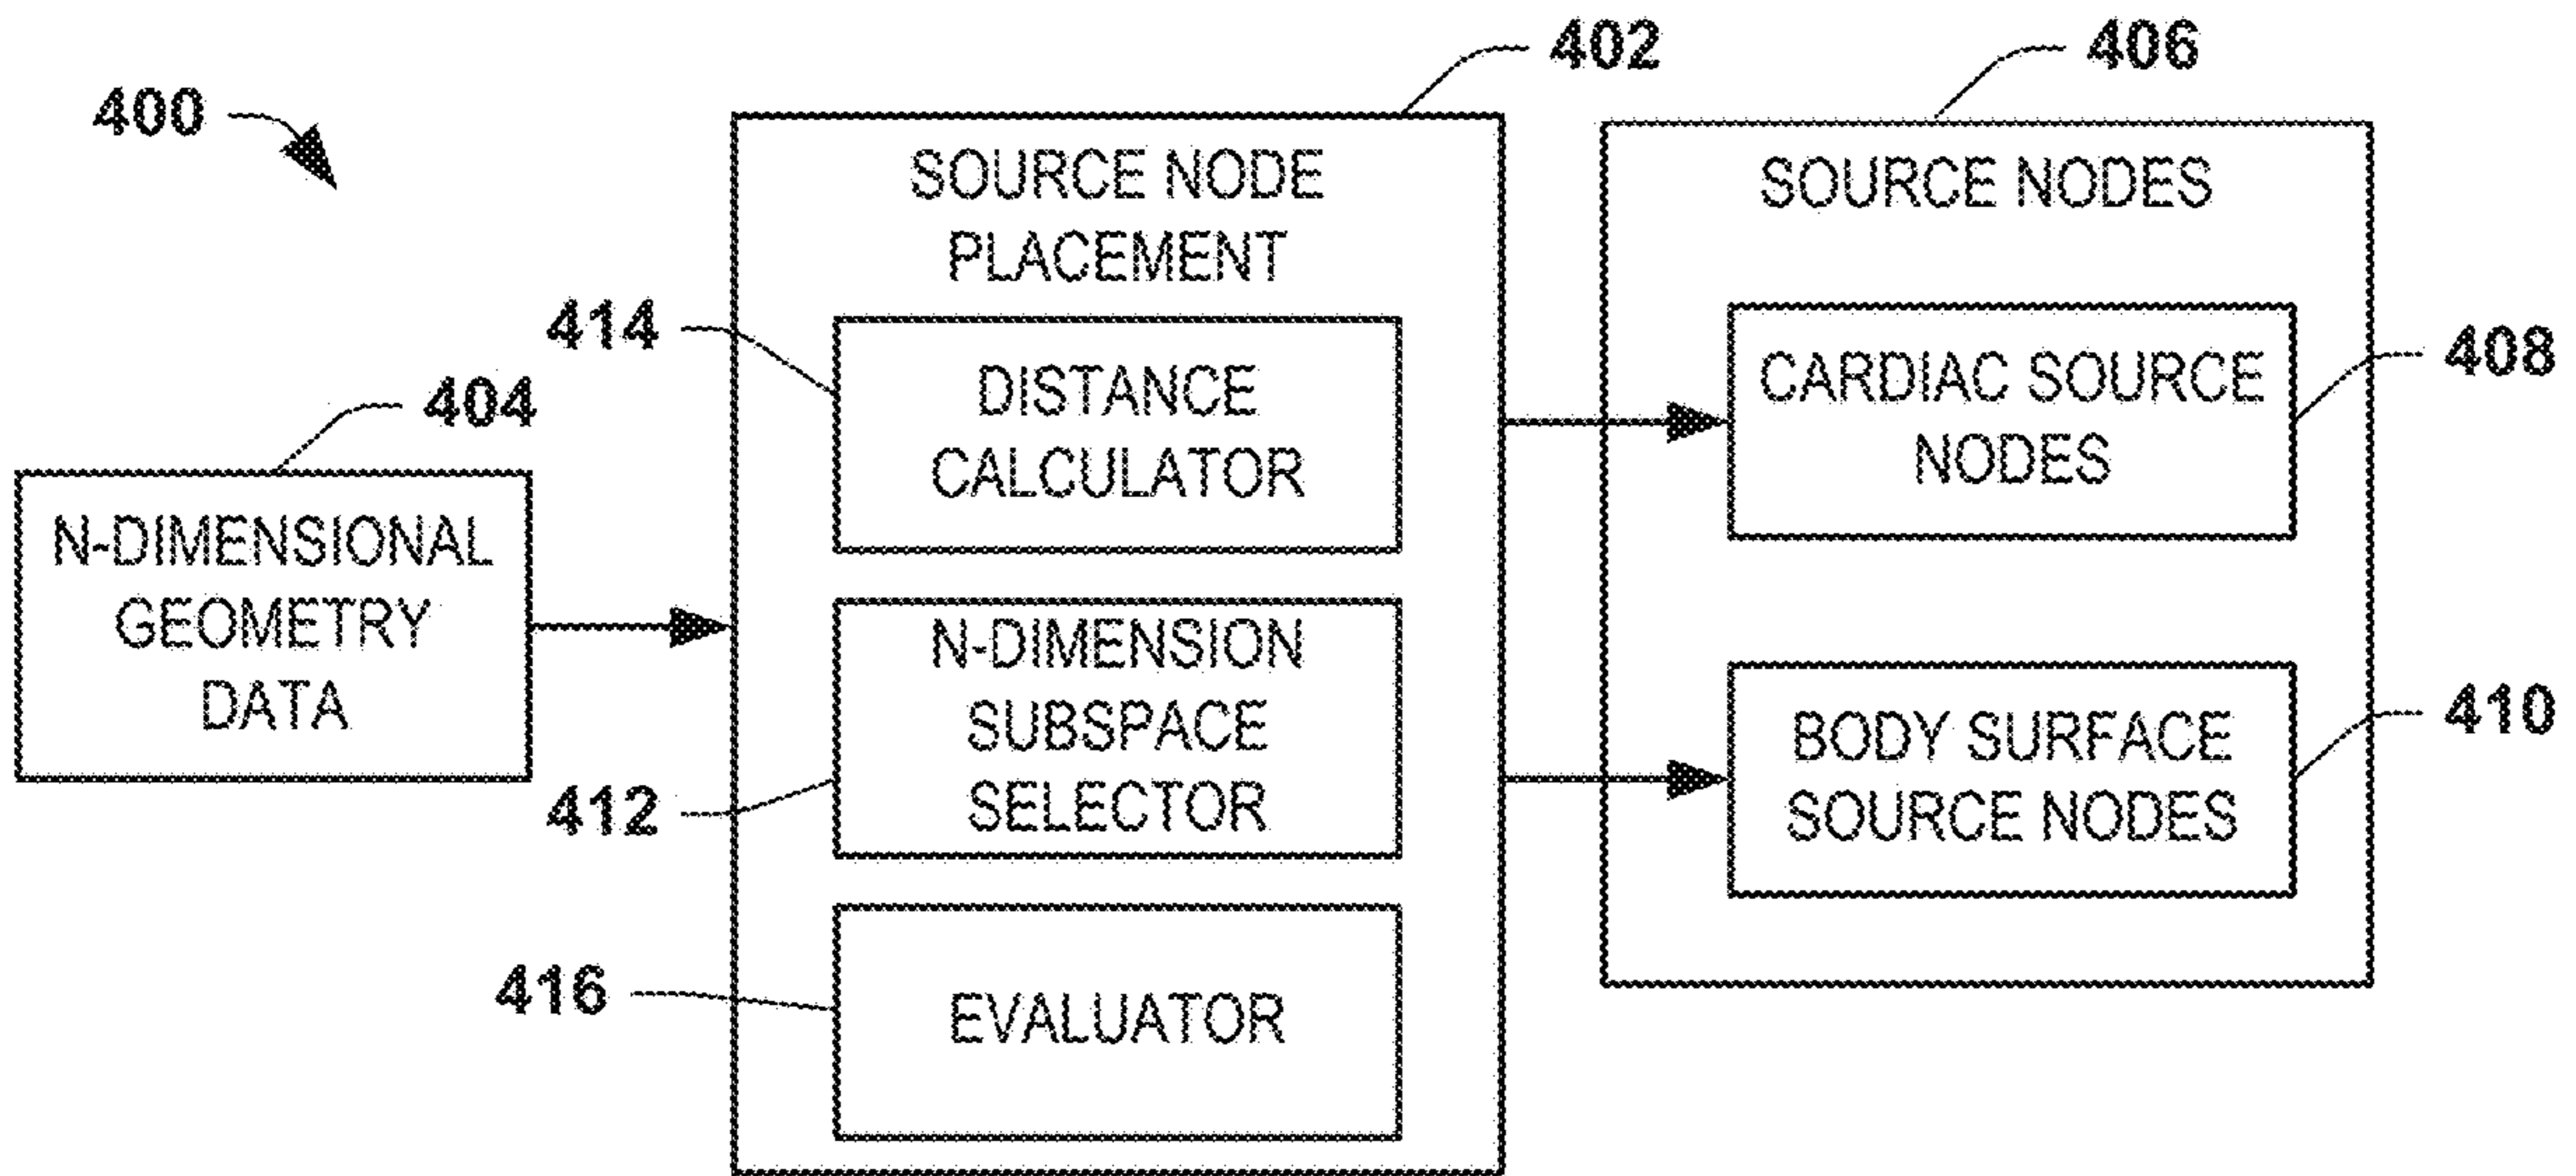 402
406
400
SOURCE NODE
PLACEMENT
SOURCE NODES
414
DISTANCE
CALCULATOR
CARDIAC SOURCE
NODES
408
404
N-DIMENSIONAL
GEOMETRY
DATA
N-DIMENSION
SUBSPACE
SELECTOR
412
BODY SURFACE
SOURCE NODES
410
416
EVALUATOR